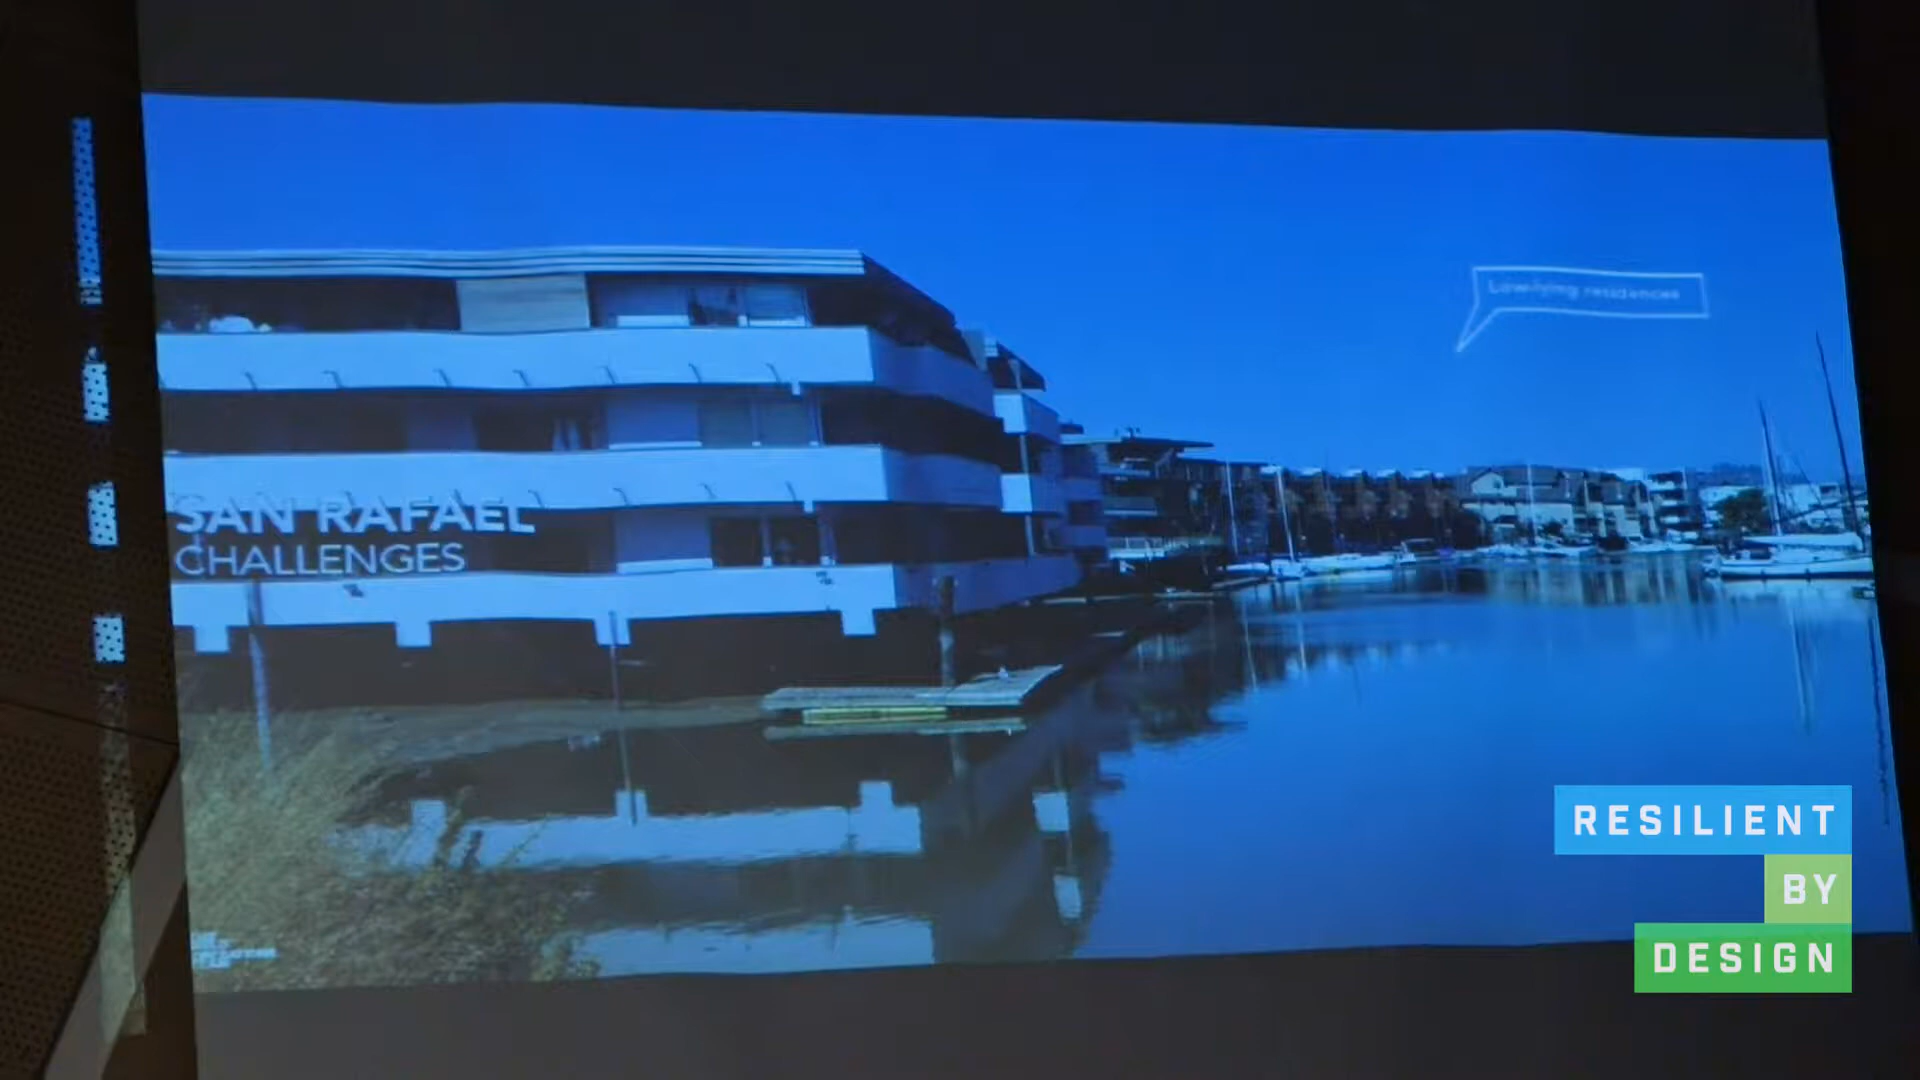 Low-lying residences
SAN RAFAEL
CHALLENGES
RESILIENT
BY
DESIGN